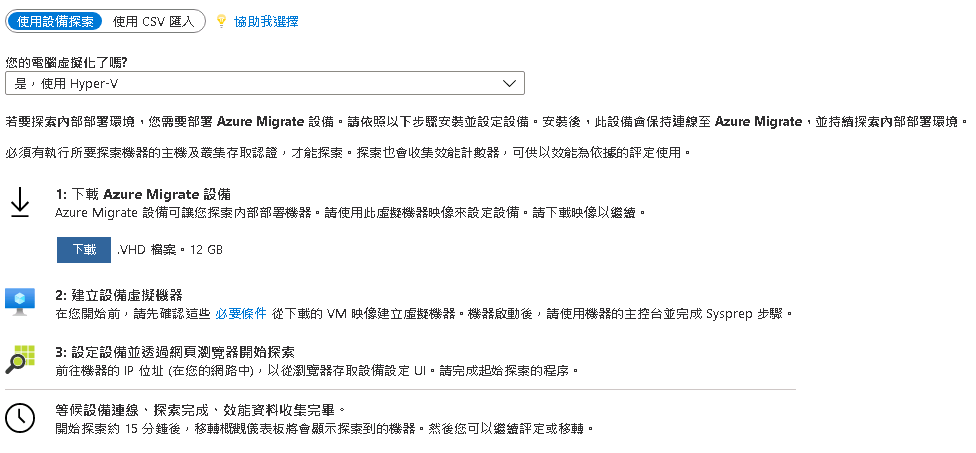 使用設備探索 使用 CSV 匯入 協助我選擇
您的電腦虛擬化了嗎?
是，使用 Hyper-V
若要探索內部部署環境，您需要部署 Azure Migrate 設備。請依照以下步驟安裝並設定設備。安裝後，此設備會保持連線至 Azure Migrate，並持續探索內部部署環境。
必須有執行所要探索機器的主機及叢集存取認證，才能探索。探索也會收集效能計數器，可供以效能為依據的評定使用。
1: 下載 Azure Migrate 設備
Azure Migrate 設備可讓您探索內部部署機器。請使用此虛擬機器映像來設定設備。請下載映像以繼續。
下載 .VHD 檔案。12 GB
2: 建立設備虛擬機器
在您開始前，請先確認這些 必要條件 從下載的 VM 映像建立虛擬機器。機器啟動後，請使用機器的主控台並完成 Sysprep 步驟。
3: 設定設備並透過網頁瀏覽器開始探索
前往機器的 IP 位址 (在您的網路中)，以從瀏覽器存取設備設定 UI。請完成起始探索的程序。
等候設備連線、探索完成、效能資料收集完畢。
開始探索約 15 分鐘後，移轉概觀儀表板將會顯示探索到的機器。然後您可以繼續評定或移轉。